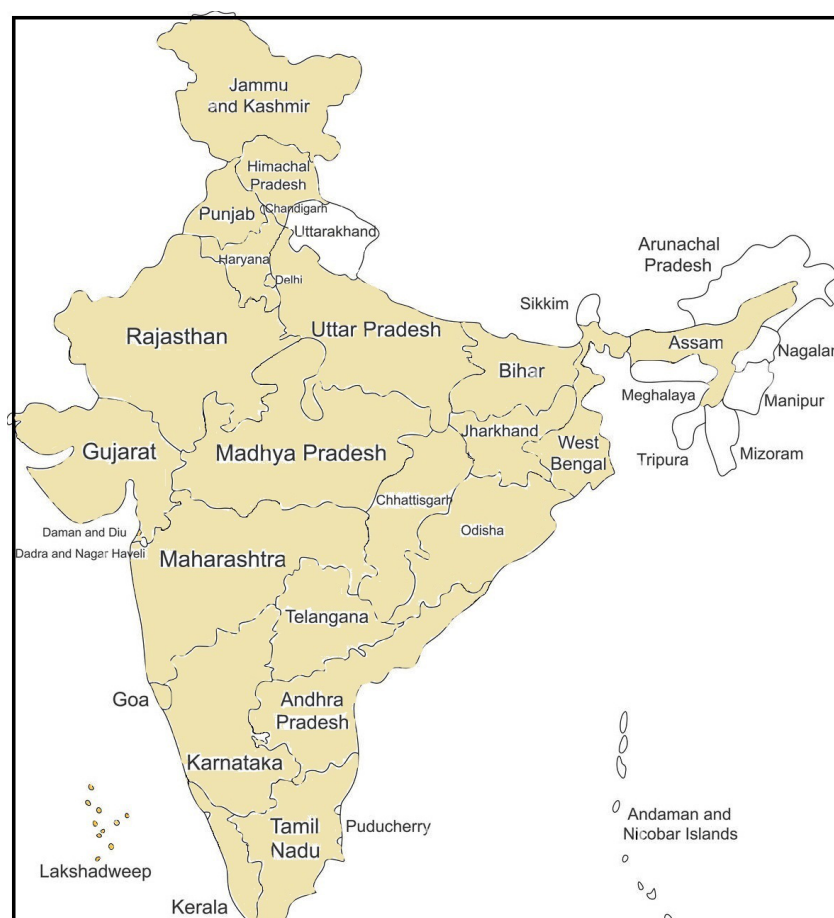 Jammu
and Kashmir
Himachal
Pradesh
Chandigarh
Punjab
Uttarakhand
Haryana
Delhi
Arunachal
Pradesh
Sikkim
Rajasthan
Uttar Pradesh
Assam
Nagalan
Bihar
Meghalaya
Manipur
Jharkhand
Gujarat
Madhya Pradesh
West
Bengal
Tripura
Mizoram
Chhattisgarh
Daman and Diu
Odisha
Dadra and Nagar Haveli
Maharashtra
Telangana
Goa
Andhra
Pradesh
Karnataka
Andaman and
Nicobar Islands
Tamil
Nadu
Puducherry
Lakshadweep
Kerala